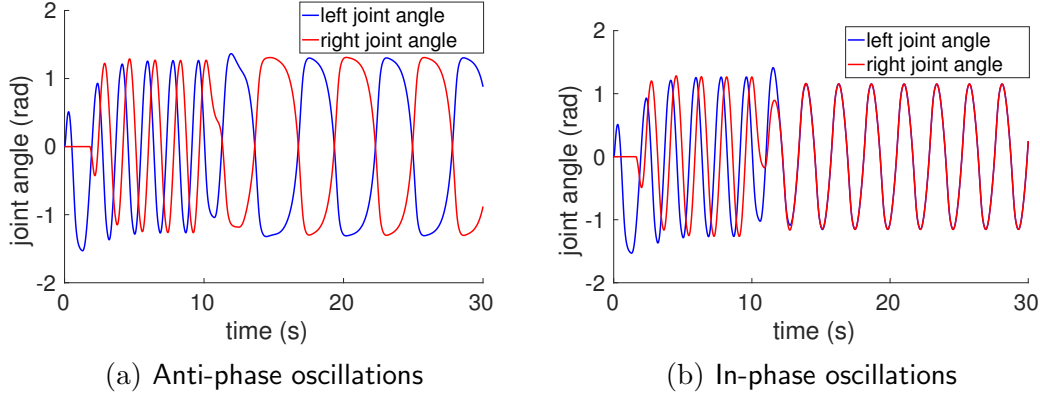 2
left joint angle
right joint angle
1
0
-1
-2
joint angle (rad)
0
10
20
30
time (s)
(a) Anti-phase oscillations
2
left joint angle
right joint angle
1
0
-1
-2
joint angle (rad)
0
10
20
30
time (s)
(b) In-phase oscillations